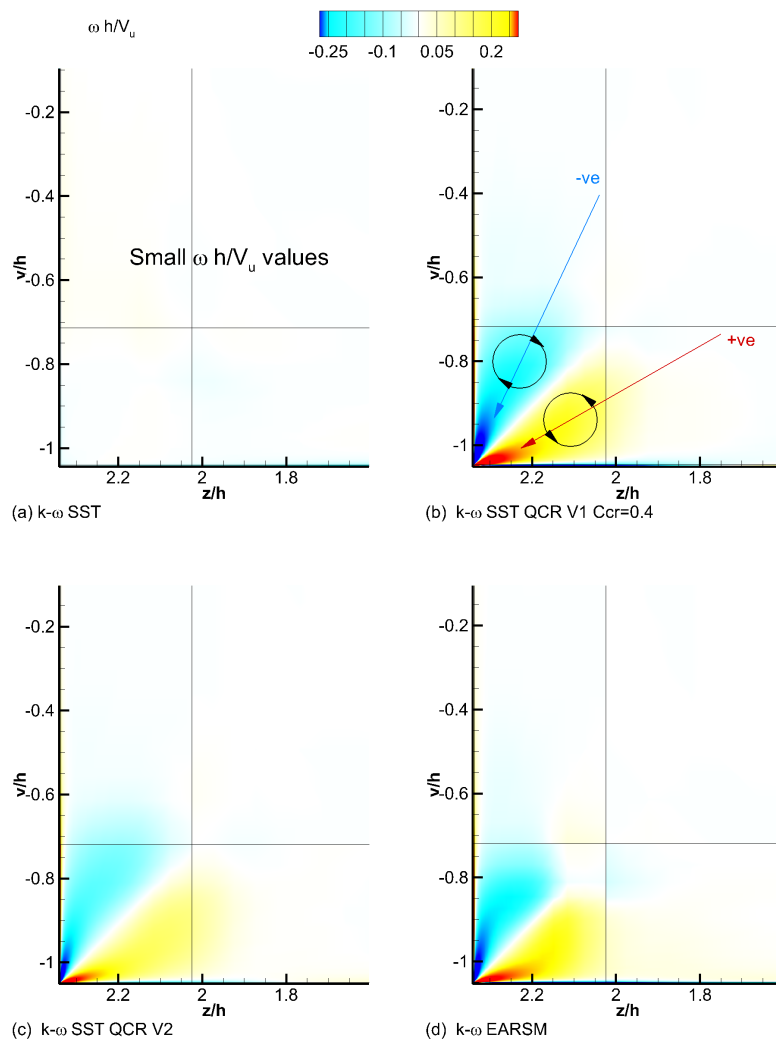 ω h/Vu
-0.25 -0.1 0.05 0.2
-0.2
-0.4
-0.6
-0.8
-1
y/h
Small ω h/Vu values
2.2 2 1.8
z/h
(a) k-ω SST
-0.2
-0.4
-0.6
-0.8
-1
y/h
-ve
+ve
2.2 2 1.8
z/h
(b) k-ω SST QCR V1 Ccr=0.4
-0.2
-0.4
-0.6
-0.8
-1
y/h
2.2 2 1.8
z/h
(c) k-ω SST QCR V2
-0.2
-0.4
-0.6
-0.8
-1
y/h
2.2 2 1.8
z/h
(d) k-ω EARSM